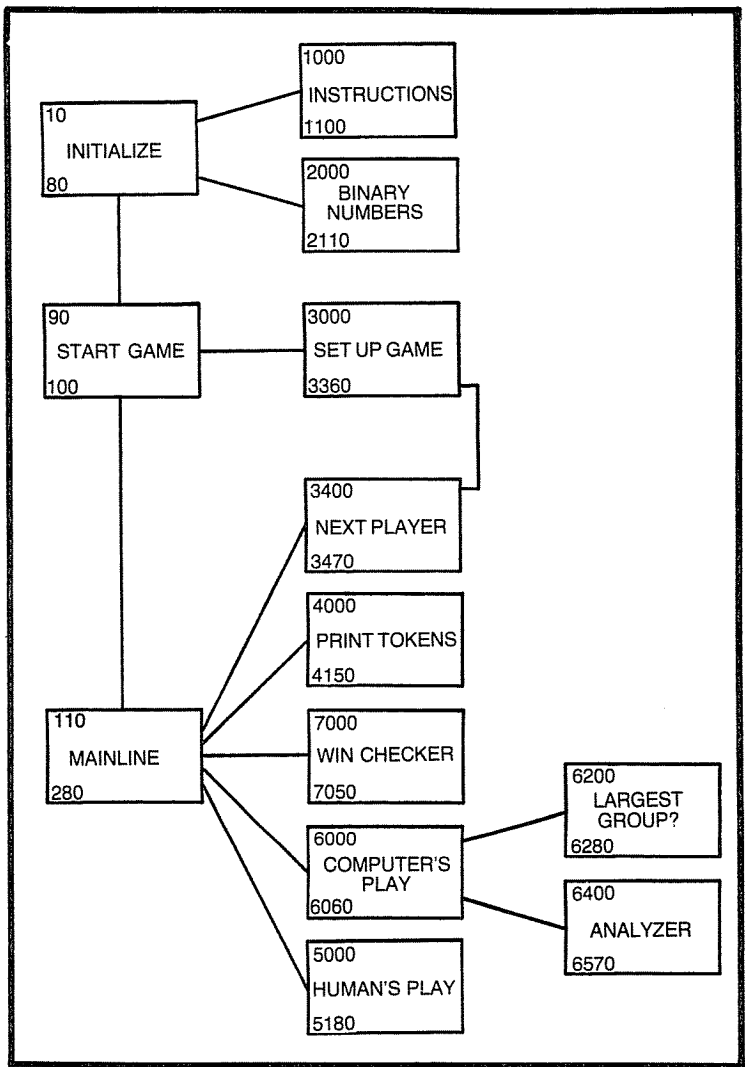 10
INITIALIZE
80
1000
INSTRUCTIONS
1100
2000
BINARY
NUMBERS
2110
90
START GAME
100
3000
SET UP GAME
3360
3400
NEXT PLAYER
3470
4000
PRINT TOKENS
4150
110
MAINLINE
280
7000
WIN CHECKER
7050
6000
COMPUTER'S
PLAY
6060
6200
LARGEST
GROUP?
6280
6400
ANALYZER
6570
5000
HUMAN'S PLAY
5180